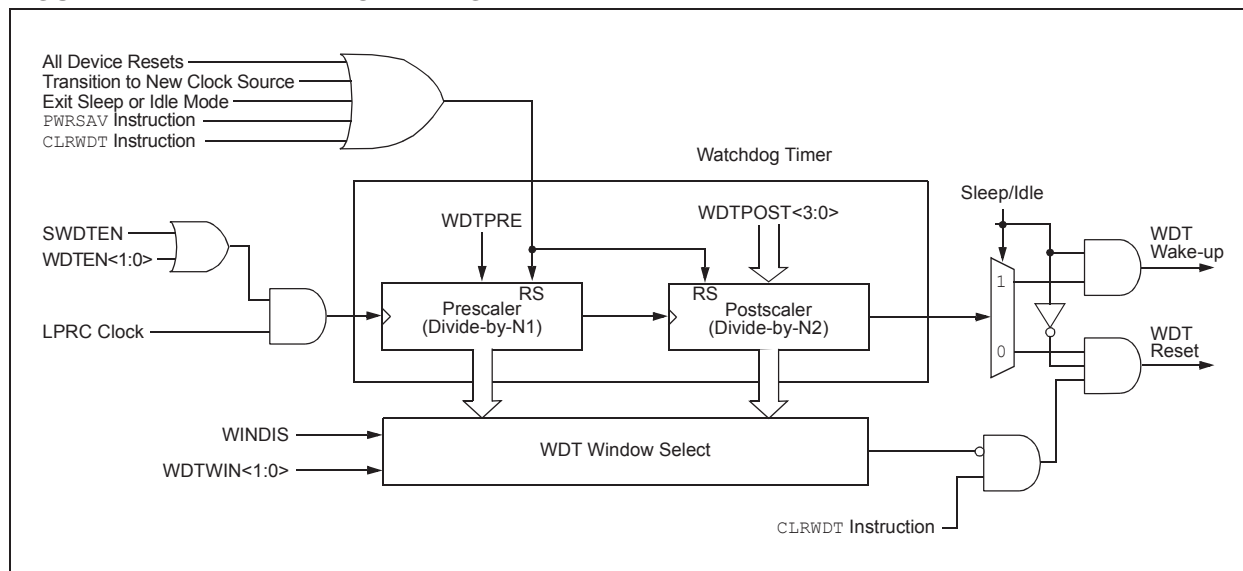 All Device Resets
Transition to New Clock Source
Exit Sleep or Idle Mode
PWRSAV Instruction
CLRWDT Instruction
Watchdog Timer
Sleep/Idle
WDTPRE
WDTPOST<3:0>
SWDTEN
WDTEN<1:0>
WDT
Wake-up
RS
RS
1
Prescaler
(Divide-by-N1)
Postscaler
(Divide-by-N2)
LPRC Clock
0
WDT
Reset
WINDIS
WDT Window Select
WDTWIN<1:0>
CLRWDT Instruction